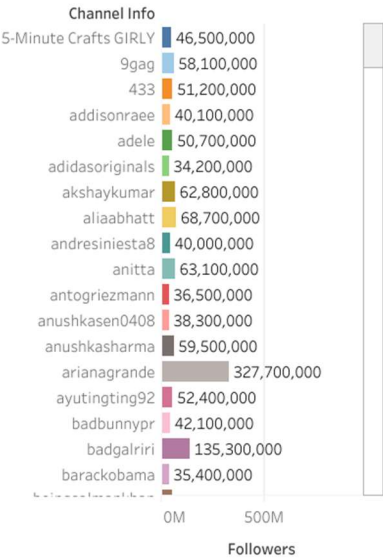 Channel Info
5-Minute Crafts GIRLY 46,500,000
9gag 58,100,000
433 51,200,000
addisonraee 40,100,000
adele 50,700,000
adidasoriginals 34,200,000
akshaykumar 62,800,000
aliaabhatt 68,700,000
andresiniesta8 40,000,000
anitta 63,100,000
antogriezmann 36,500,000
anushkasen0408 38,300,000
anushkasharma 59,500,000
arianagrande 327,700,000
ayutingting92 52,400,000
badbunnypr 42,100,000
badgalriri 135,300,000
barackobama 35,400,000
0M 500M
Followers